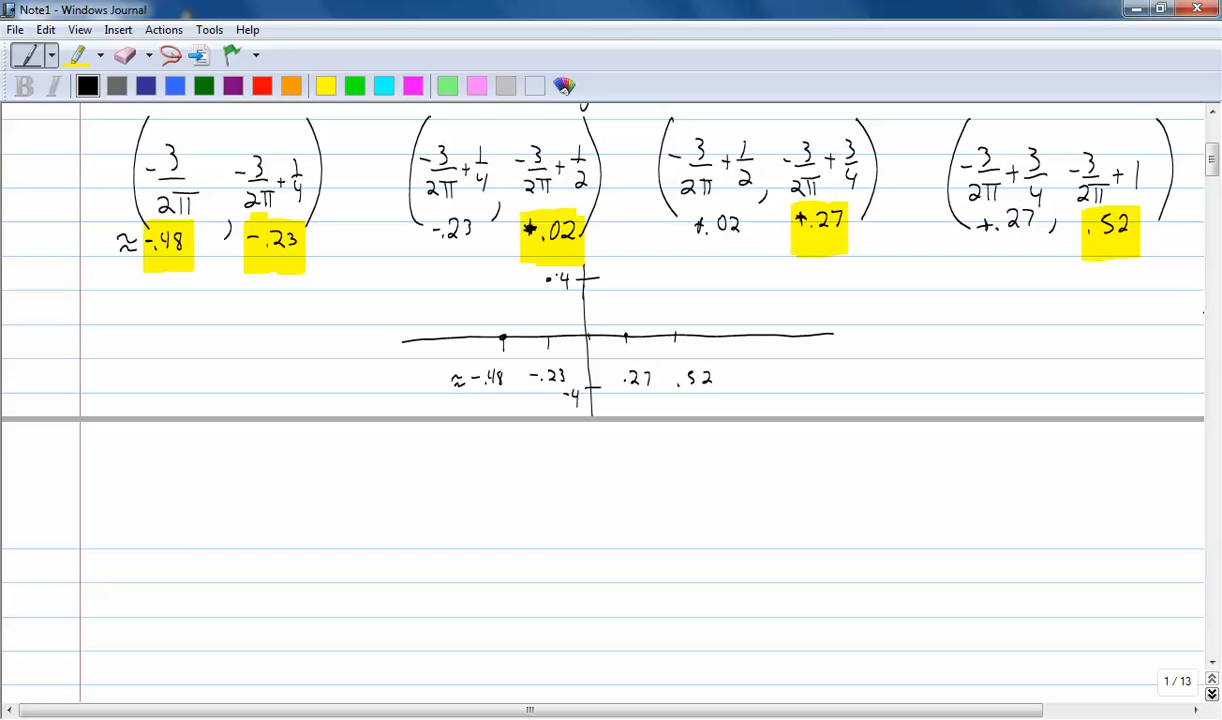 Note1 - Windows Journal
File Edit View Insert Actions Tools Help
B I
(-3/2π , -3/2π + 1/4) (-3/2π + 1/4 , -3/2π + 1/2) (-3/2π + 1/2 , -3/2π + 3/4) (-3/2π + 3/4 , -3/2π + 1)
≈ -.48 -.23 -.23 +.02 +.02 +.27 +.27 .52
4
≈ -.48 -.23 .27 .52
-4
1 / 13